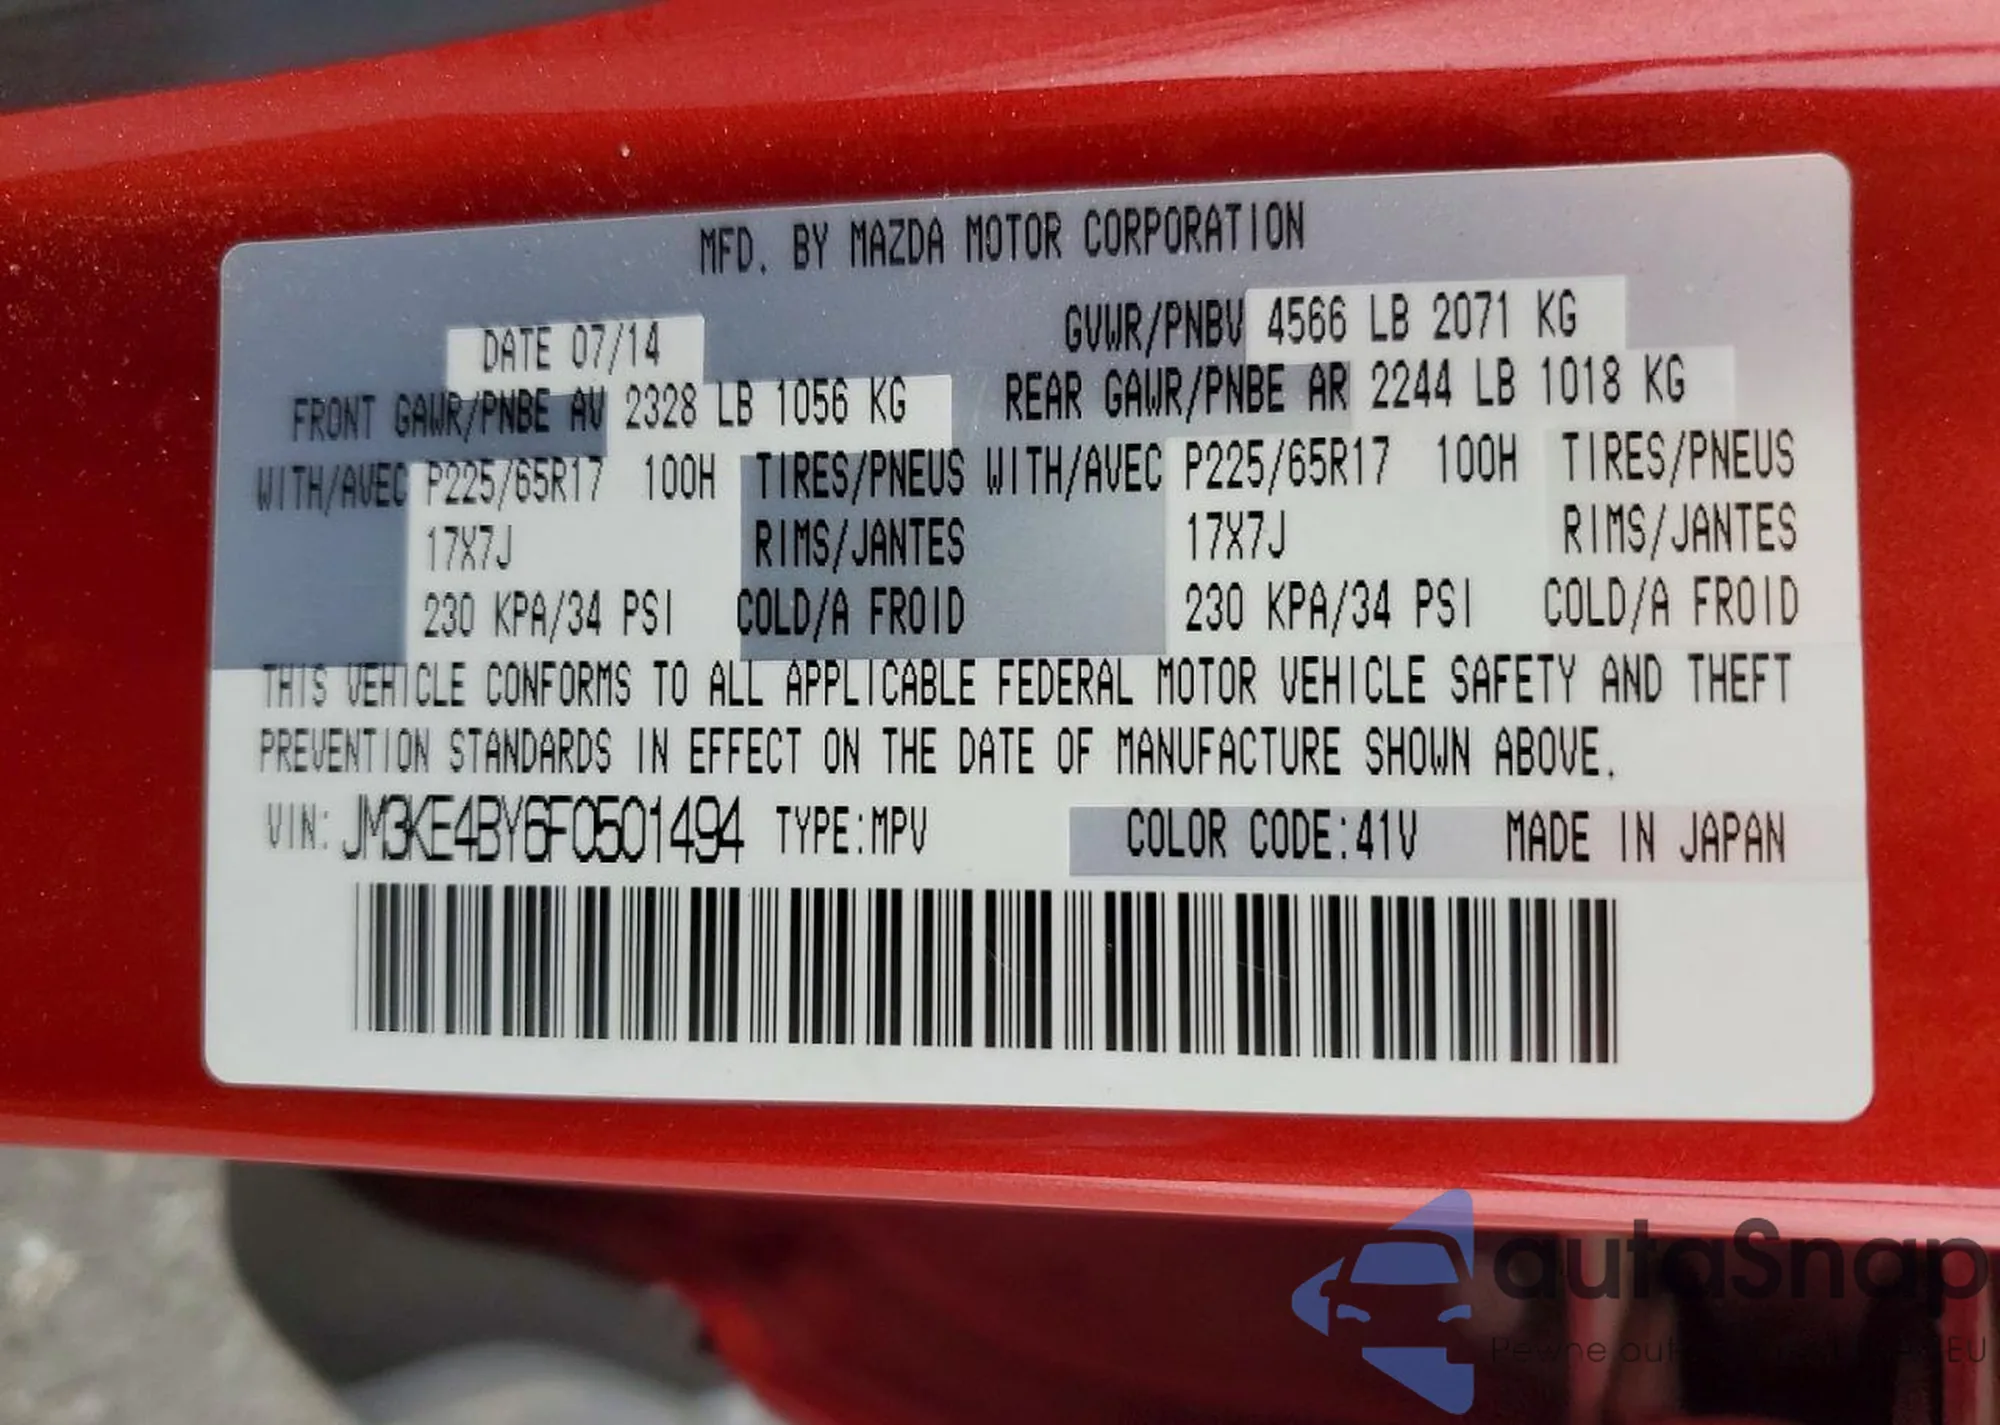 MFD. BY MAZDA MOTOR CORPORATION
DATE 07/14 GVWR/PNBV 4566 LB 2071 KG
FRONT GAWR/PNBE AV 2328 LB 1056 KG REAR GAWR/PNBE AR 2244 LB 1018 KG
WITH/AVEC P225/65R17 100H TIRES/PNEUS WITH/AVEC P225/65R17 100H TIRES/PNEUS
17X7J RIMS/JANTES 17X7J RIMS/JANTES
230 KPA/34 PSI COLD/A FROID 230 KPA/34 PSI COLD/A FROID
THIS VEHICLE CONFORMS TO ALL APPLICABLE FEDERAL MOTOR VEHICLE SAFETY AND THEFT
PREVENTION STANDARDS IN EFFECT ON THE DATE OF MANUFACTURE SHOWN ABOVE.
VIN: JM3KE4BY6F0501494 TYPE:MPV COLOR CODE:41V MADE IN JAPAN
autaSnap
Pewne auta EU